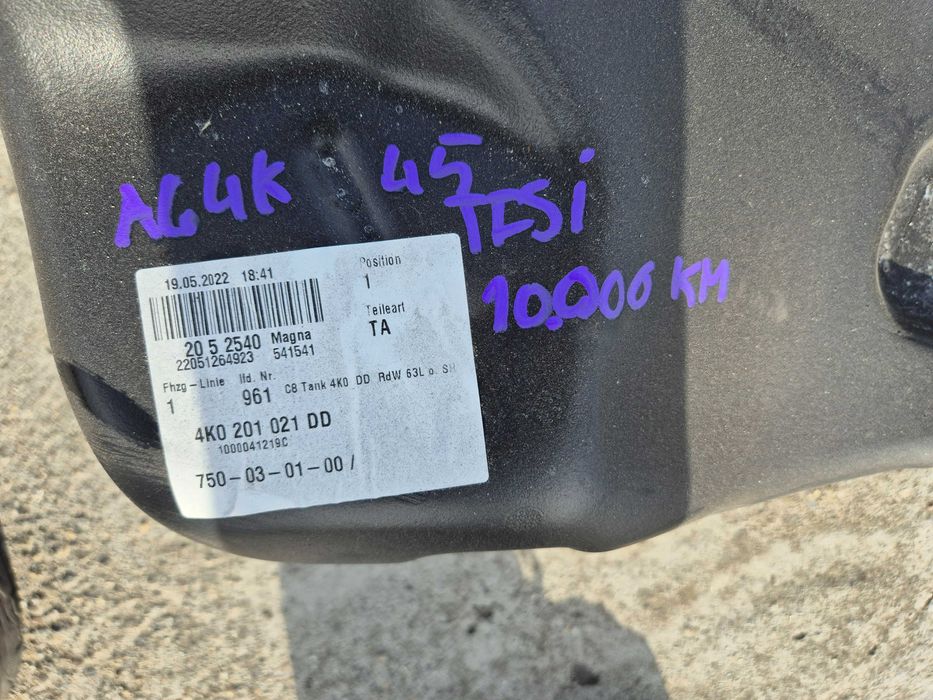 A6 4K 45
TFSi
10.000 KM
19.05.2022 18:41
Position
1
20 5 2540 Magna
22051264923 541541
Teileart
TA
Fhzg-Linie lfd. Nr.
1 961 C8 Tank 4K0 DD RdW 63L o. SH
4K0 201 021 DD
1000041219C
750-03-01-00/